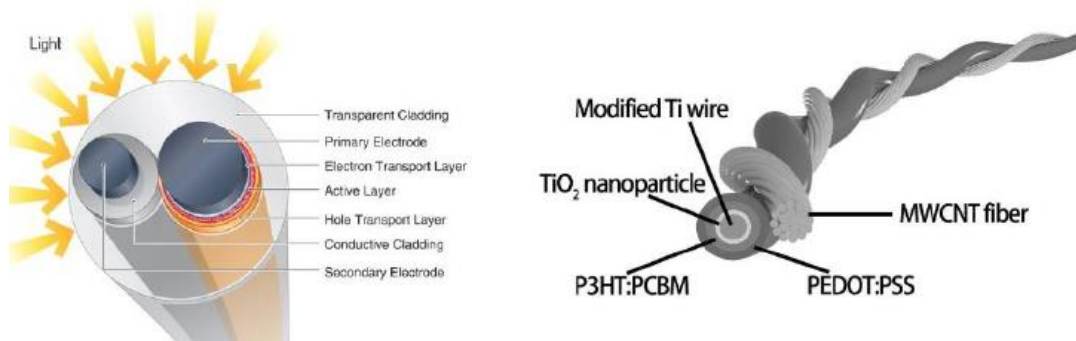 Light
Transparent Cladding
Primary Electrode
Electron Transport Layer
Active Layer
Hole Transport Layer
Conductive Cladding
Secondary Electrode
Modified Ti wire
TiO₂ nanoparticle
MWCNT fiber
P3HT:PCBM
PEDOT:PSS